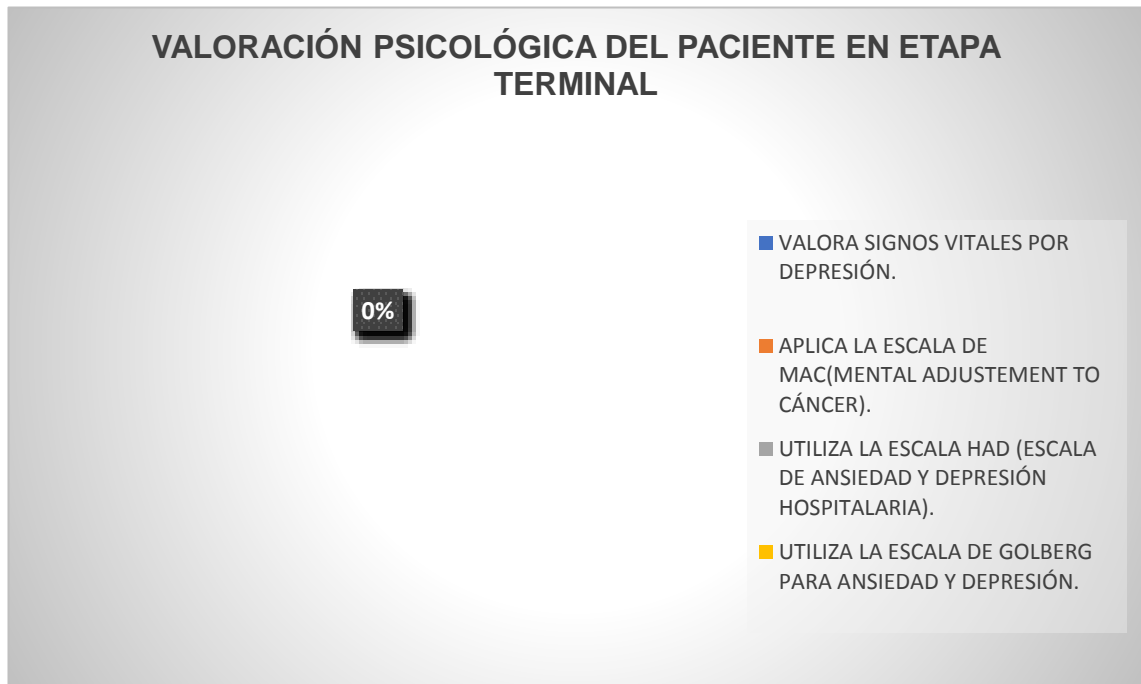 VALORACIÓN PSICOLÓGICA DEL PACIENTE EN ETAPA
TERMINAL
0%
VALORA SIGNOS VITALES POR
DEPRESIÓN.
APLICA LA ESCALA DE
MAC(MENTAL ADJUSTEMENT TO
CÁNCER).
UTILIZA LA ESCALA HAD (ESCALA
DE ANSIEDAD Y DEPRESIÓN
HOSPITALARIA).
UTILIZA LA ESCALA DE GOLBERG
PARA ANSIEDAD Y DEPRESIÓN.